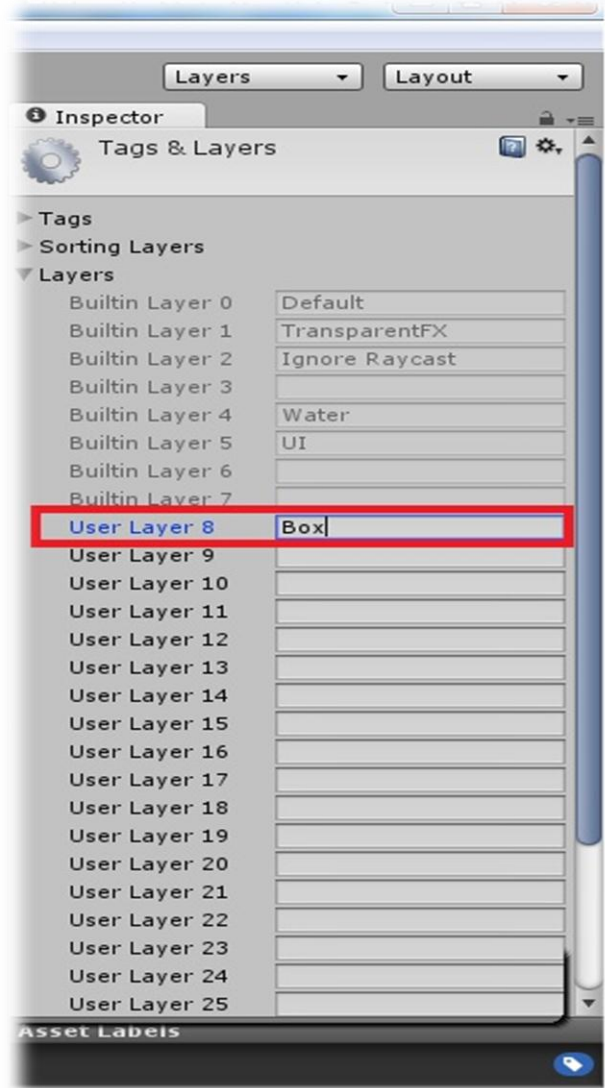 Layers Layout
Inspector
Tags & Layers
Tags
Sorting Layers
Layers
Builtin Layer 0 Default
Builtin Layer 1 TransparentFX
Builtin Layer 2 Ignore Raycast
Builtin Layer 3
Builtin Layer 4 Water
Builtin Layer 5 UI
Builtin Layer 6
Builtin Layer 7
User Layer 8 Box
User Layer 9
User Layer 10
User Layer 11
User Layer 12
User Layer 13
User Layer 14
User Layer 15
User Layer 16
User Layer 17
User Layer 18
User Layer 19
User Layer 20
User Layer 21
User Layer 22
User Layer 23
User Layer 24
User Layer 25
Asset Labels